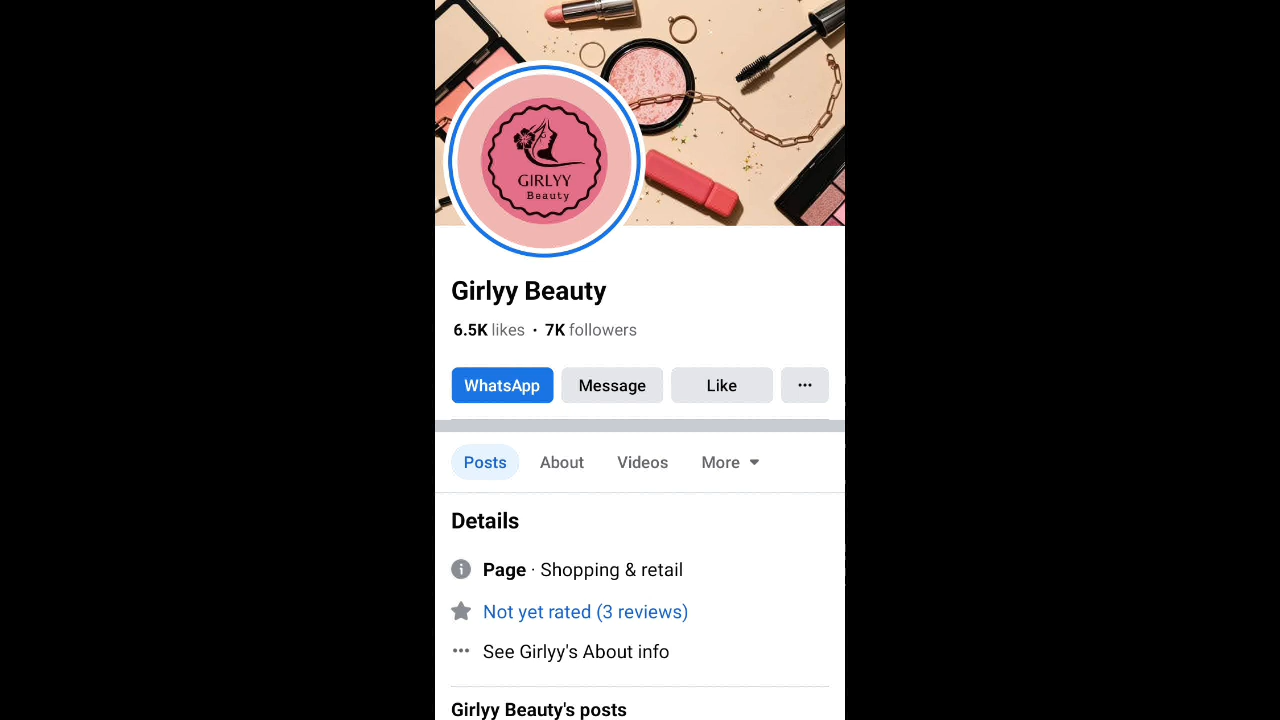 GIRLYY
Beauty
Girlyy Beauty
6.5K likes · 7K followers
WhatsApp Message Like ···
Posts About Videos More
Details
Page · Shopping & retail
Not yet rated (3 reviews)
··· See Girlyy's About info
Girlyy Beauty's posts